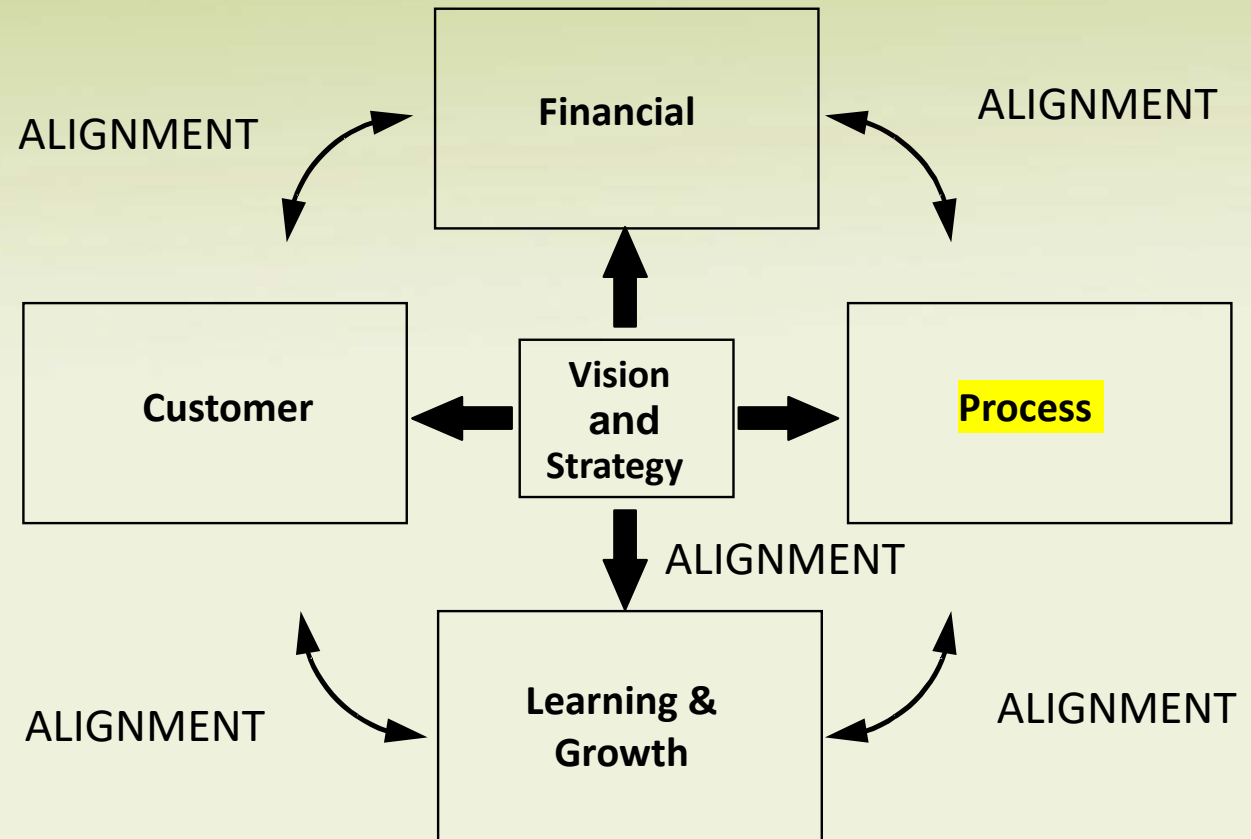 Financial
ALIGNMENT
ALIGNMENT
Customer
Vision
and
Strategy
Process
ALIGNMENT
Learning &
Growth
ALIGNMENT
ALIGNMENT